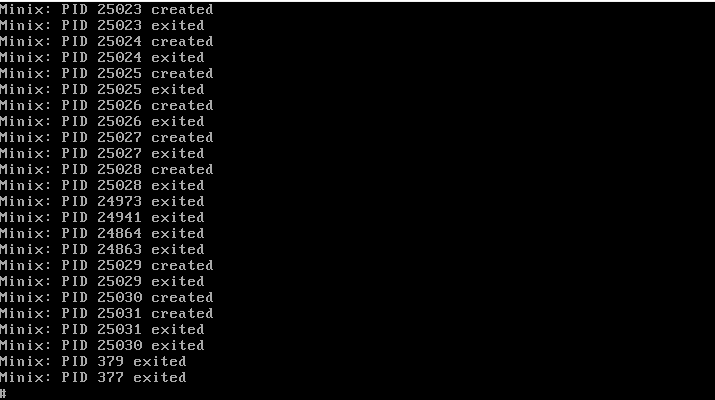 Minix: PID 25023 created
Minix: PID 25023 exited
Minix: PID 25024 created
Minix: PID 25024 exited
Minix: PID 25025 created
Minix: PID 25025 exited
Minix: PID 25026 created
Minix: PID 25026 exited
Minix: PID 25027 created
Minix: PID 25027 exited
Minix: PID 25028 created
Minix: PID 25028 exited
Minix: PID 24973 exited
Minix: PID 24941 exited
Minix: PID 24864 exited
Minix: PID 24863 exited
Minix: PID 25029 created
Minix: PID 25029 exited
Minix: PID 25030 created
Minix: PID 25031 created
Minix: PID 25031 exited
Minix: PID 25030 exited
Minix: PID 379 exited
Minix: PID 377 exited
#